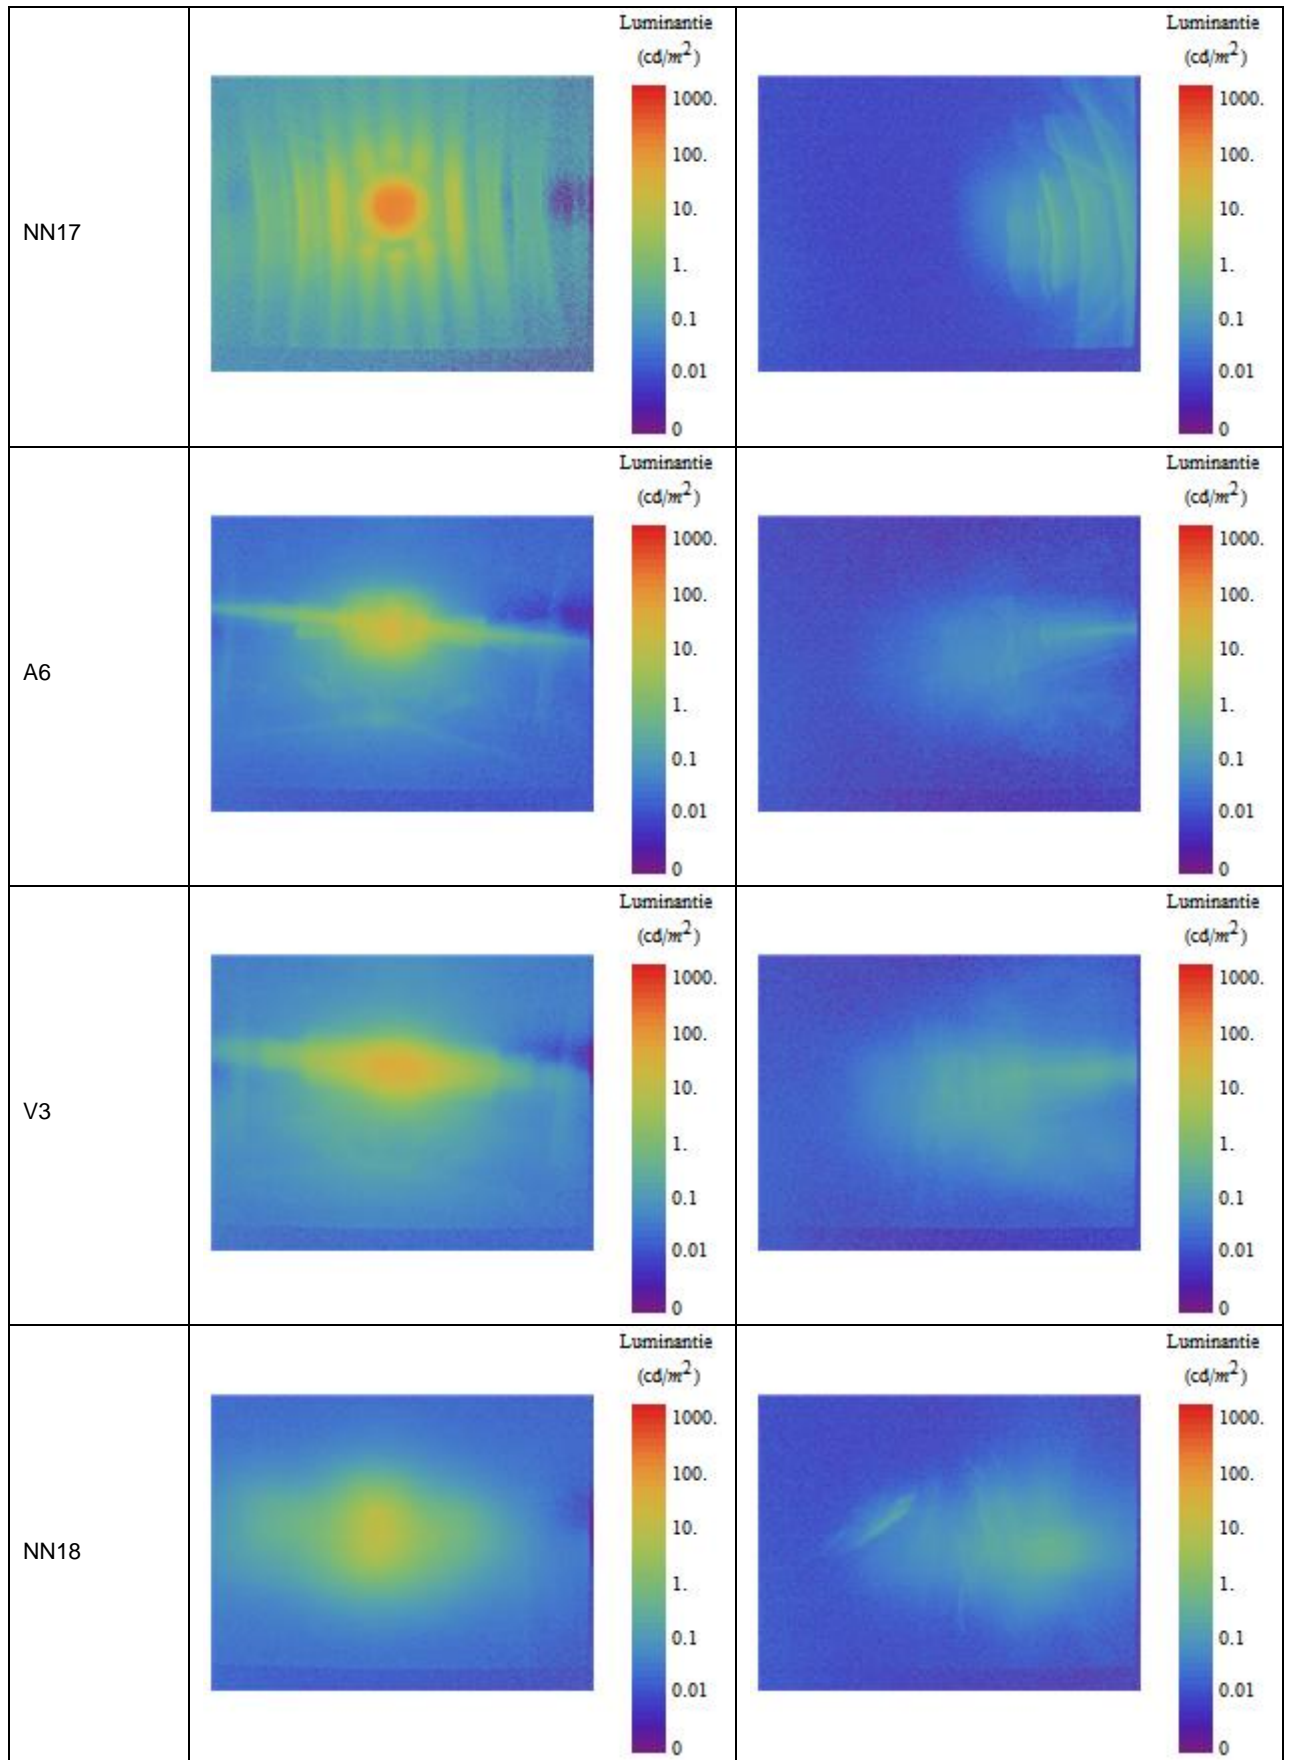 Luminantie
(cd/m²)
1000.
100.
10.
1.
0.1
0.01
0
Luminantie
(cd/m²)
1000.
100.
10.
1.
0.1
0.01
0
NN17
Luminantie
(cd/m²)
1000.
100.
10.
1.
0.1
0.01
0
Luminantie
(cd/m²)
1000.
100.
10.
1.
0.1
0.01
0
A6
Luminantie
(cd/m²)
1000.
100.
10.
1.
0.1
0.01
0
Luminantie
(cd/m²)
1000.
100.
10.
1.
0.1
0.01
0
V3
Luminantie
(cd/m²)
1000.
100.
10.
1.
0.1
0.01
0
Luminantie
(cd/m²)
1000.
100.
10.
1.
0.1
0.01
0
NN18